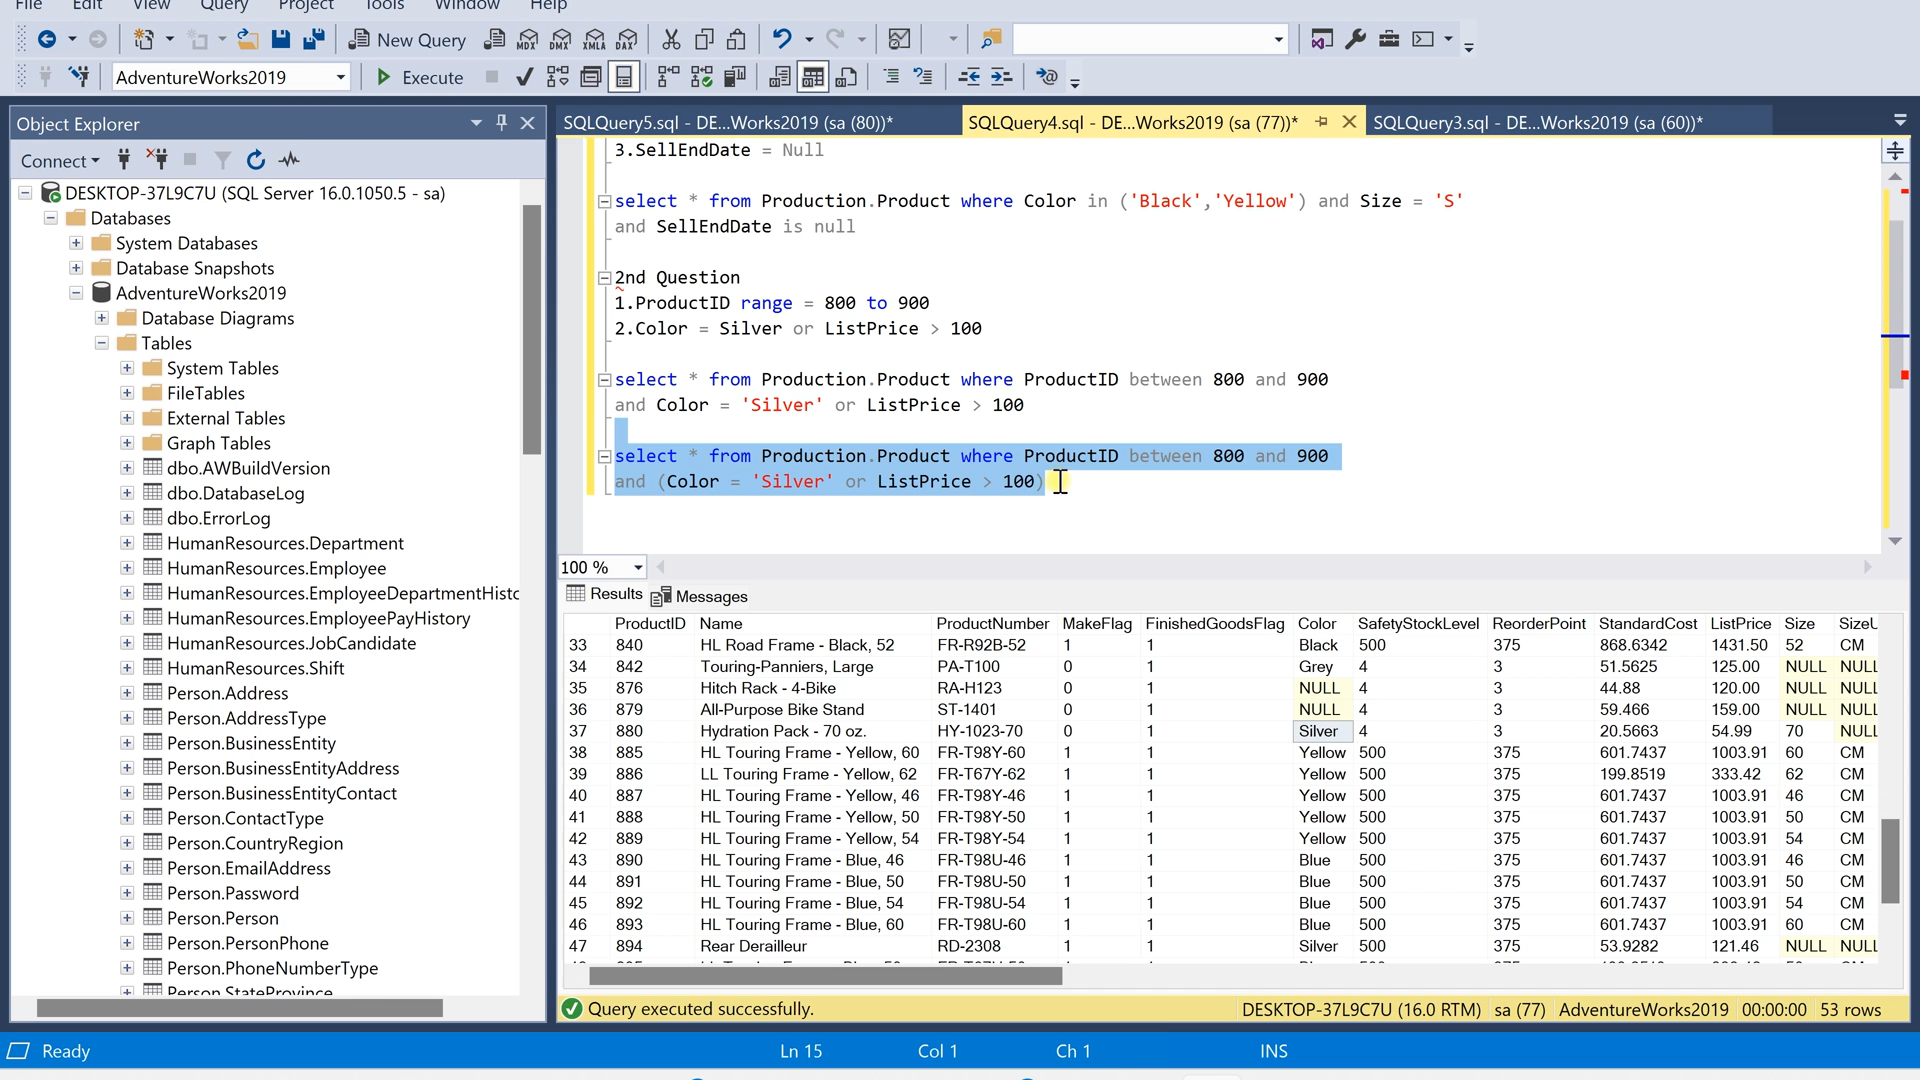 File Edit View Query Project Tools Window Help
New Query MDX DMX XMLA DAX
AdventureWorks2019 Execute
Object Explorer
Connect
DESKTOP-37L9C7U (SQL Server 16.0.1050.5 - sa)
Databases
System Databases
Database Snapshots
AdventureWorks2019
Database Diagrams
Tables
System Tables
FileTables
External Tables
Graph Tables
dbo.AWBuildVersion
dbo.DatabaseLog
dbo.ErrorLog
HumanResources.Department
HumanResources.Employee
HumanResources.EmployeeDepartmentHistc
HumanResources.EmployeePayHistory
HumanResources.JobCandidate
HumanResources.Shift
Person.Address
Person.AddressType
Person.BusinessEntity
Person.BusinessEntityAddress
Person.BusinessEntityContact
Person.ContactType
Person.CountryRegion
Person.EmailAddress
Person.Password
Person.Person
Person.PersonPhone
Person.PhoneNumberType
Person.StateProvince
SQLQuery5.sql - DE...Works2019 (sa (80))* SQLQuery4.sql - DE...Works2019 (sa (77))* SQLQuery3.sql - DE...Works2019 (sa (60))*
3.SellEndDate = Null
select * from Production.Product where Color in ('Black','Yellow') and Size = 'S'
and SellEndDate is null
2nd Question
1.ProductID range = 800 to 900
2.Color = Silver or ListPrice > 100
select * from Production.Product where ProductID between 800 and 900
and Color = 'Silver' or ListPrice > 100
select * from Production.Product where ProductID between 800 and 900
and (Color = 'Silver' or ListPrice > 100)
100 %
Results Messages
ProductID Name ProductNumber MakeFlag FinishedGoodsFlag Color SafetyStockLevel ReorderPoint StandardCost ListPrice Size SizeU
33 840 HL Road Frame - Black, 52 FR-R92B-52 1 1 Black 500 375 868.6342 1431.50 52 CM
34 842 Touring-Panniers, Large PA-T100 0 1 Grey 4 3 51.5625 125.00 NULL NULL
35 876 Hitch Rack - 4-Bike RA-H123 0 1 NULL 4 3 44.88 120.00 NULL NULL
36 879 All-Purpose Bike Stand ST-1401 0 1 NULL 4 3 59.466 159.00 NULL NULL
37 880 Hydration Pack - 70 oz. HY-1023-70 0 1 Silver 4 3 20.5663 54.99 70 NULL
38 885 HL Touring Frame - Yellow, 60 FR-T98Y-60 1 1 Yellow 500 375 601.7437 1003.91 60 CM
39 886 LL Touring Frame - Yellow, 62 FR-T67Y-62 1 1 Yellow 500 375 199.8519 333.42 62 CM
40 887 HL Touring Frame - Yellow, 46 FR-T98Y-46 1 1 Yellow 500 375 601.7437 1003.91 46 CM
41 888 HL Touring Frame - Yellow, 50 FR-T98Y-50 1 1 Yellow 500 375 601.7437 1003.91 50 CM
42 889 HL Touring Frame - Yellow, 54 FR-T98Y-54 1 1 Yellow 500 375 601.7437 1003.91 54 CM
43 890 HL Touring Frame - Blue, 46 FR-T98U-46 1 1 Blue 500 375 601.7437 1003.91 46 CM
44 891 HL Touring Frame - Blue, 50 FR-T98U-50 1 1 Blue 500 375 601.7437 1003.91 50 CM
45 892 HL Touring Frame - Blue, 54 FR-T98U-54 1 1 Blue 500 375 601.7437 1003.91 54 CM
46 893 HL Touring Frame - Blue, 60 FR-T98U-60 1 1 Blue 500 375 601.7437 1003.91 60 CM
47 894 Rear Derailleur RD-2308 1 1 Silver 500 375 53.9282 121.46 NULL NULL
Query executed successfully. DESKTOP-37L9C7U (16.0 RTM) sa (77) AdventureWorks2019 00:00:00 53 rows
Ready Ln 15 Col 1 Ch 1 INS